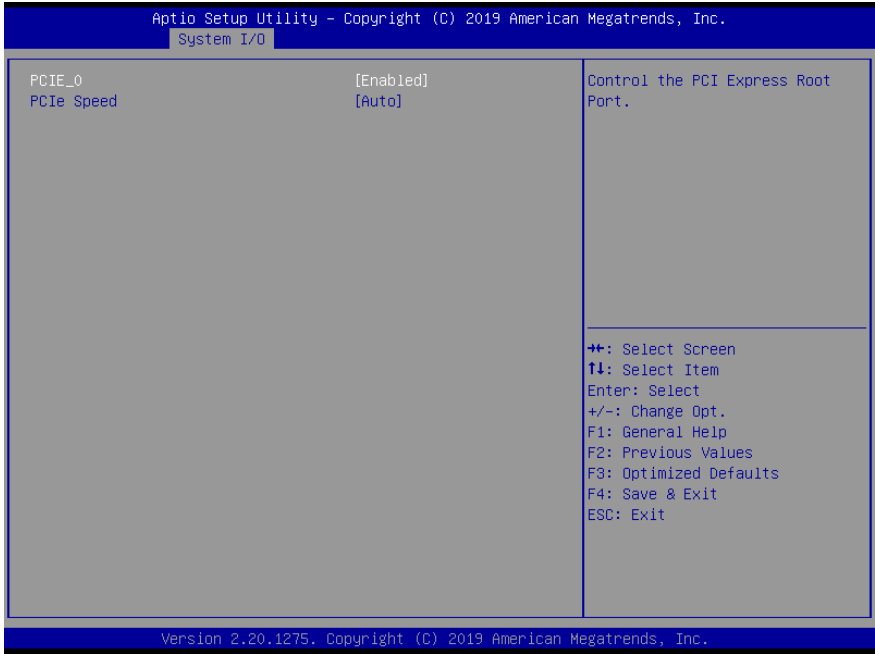 Aptio Setup Utility – Copyright (C) 2019 American Megatrends, Inc.
System I/O
PCIE_0 [Enabled]
PCIe Speed [Auto]
Control the PCI Express Root
Port.
→←: Select Screen
↑↓: Select Item
Enter: Select
+/-: Change Opt.
F1: General Help
F2: Previous Values
F3: Optimized Defaults
F4: Save & Exit
ESC: Exit
Version 2.20.1275. Copyright (C) 2019 American Megatrends, Inc.